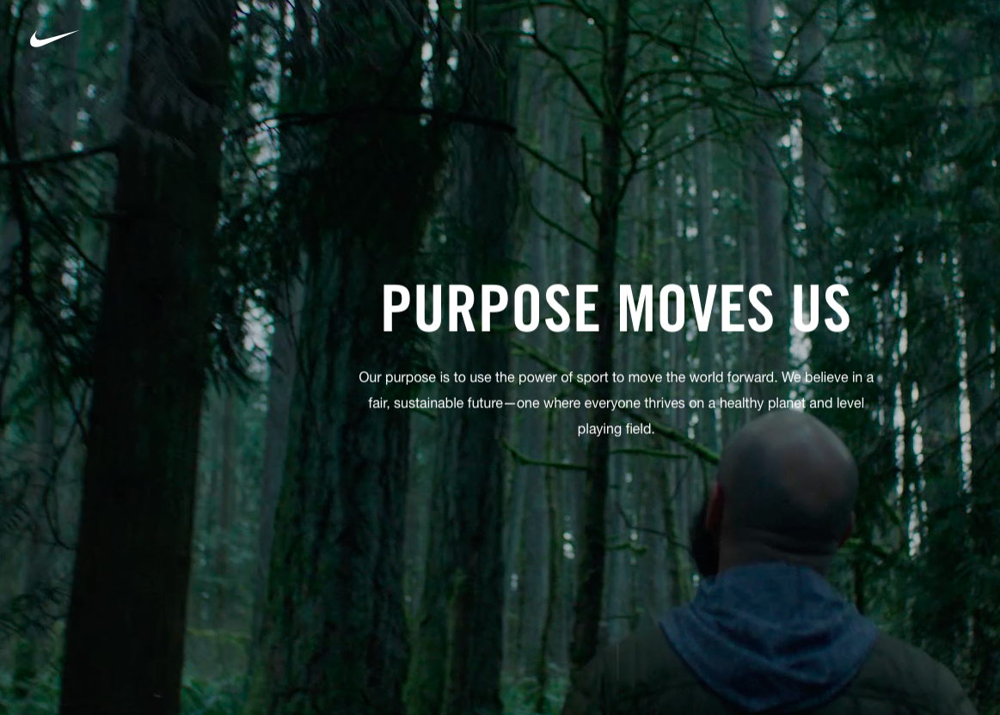 PURPOSE MOVES US
Our purpose is to use the power of sport to move the world forward. We believe in a
fair, sustainable future—one where everyone thrives on a healthy planet and level
playing field.